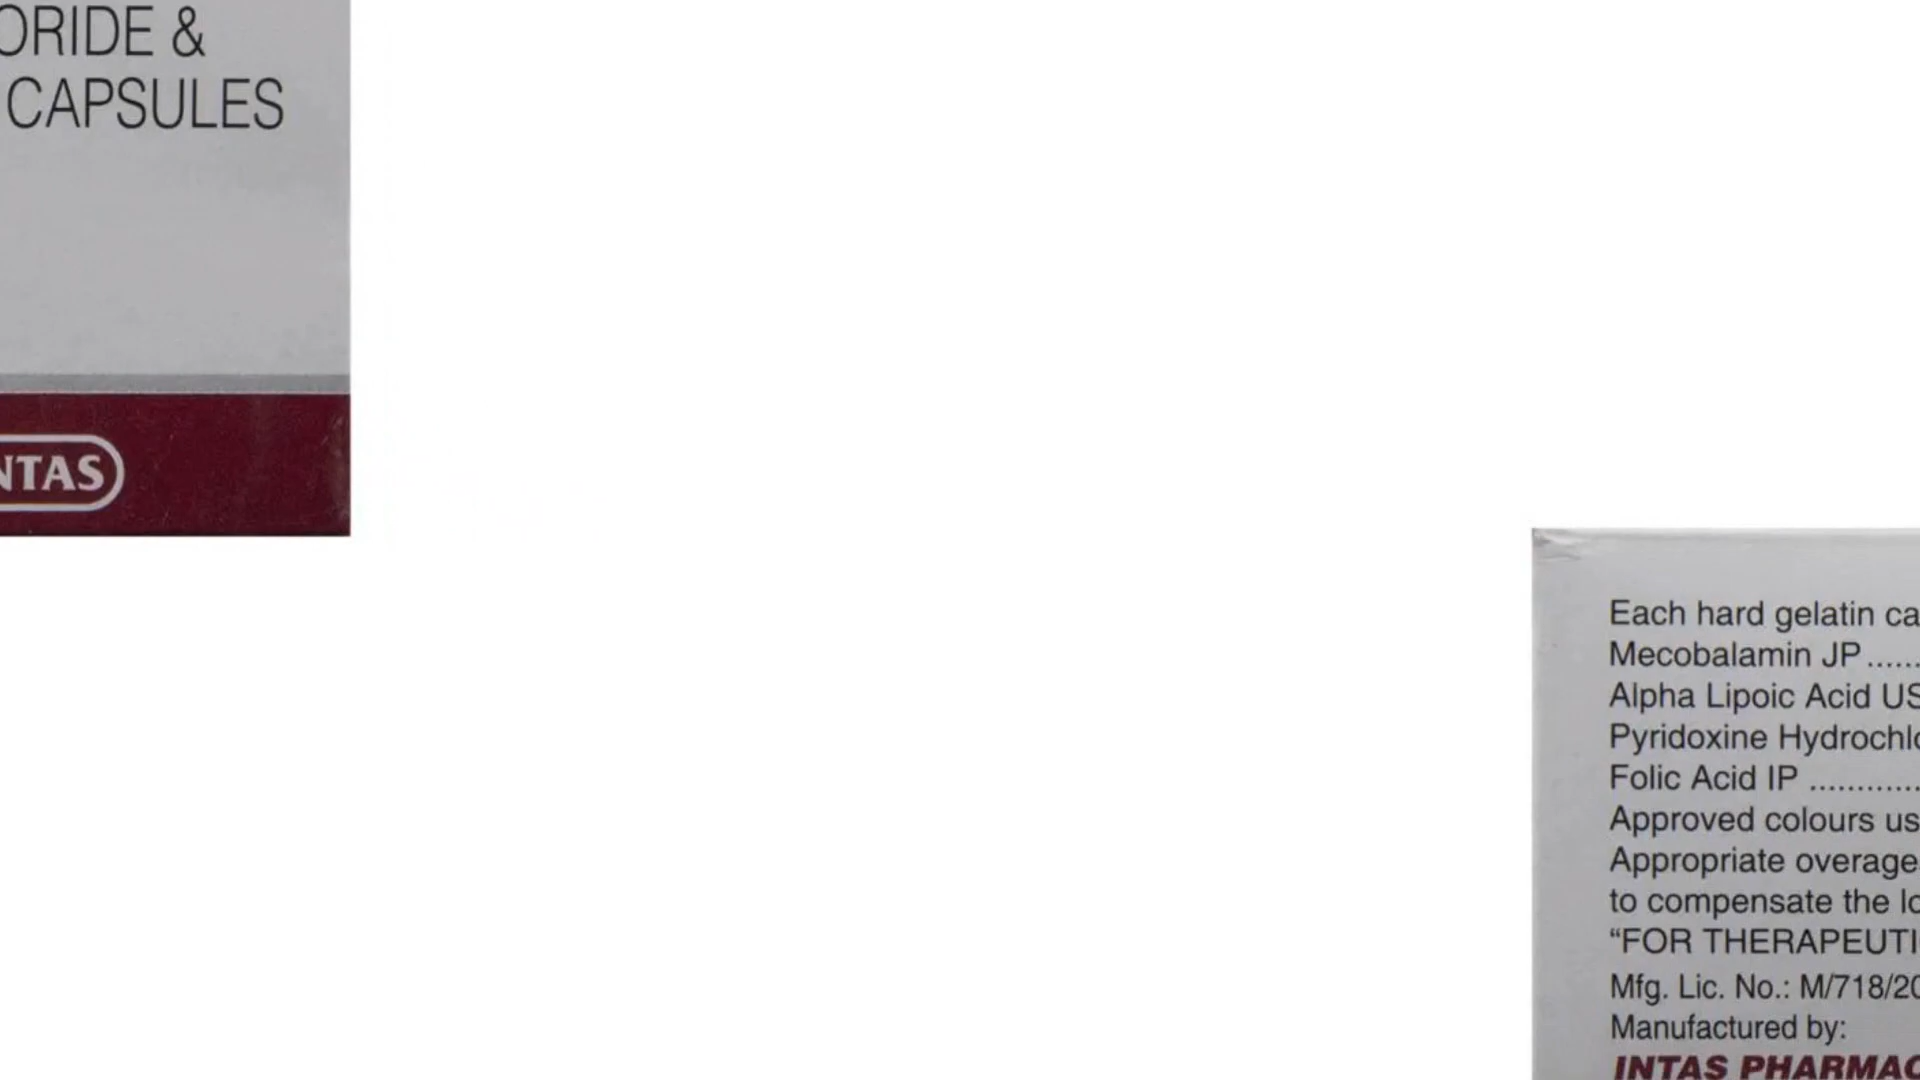 ORIDE &
CAPSULES
NTAS
Each hard gelatin ca
Mecobalamin JP ......
Alpha Lipoic Acid US
Pyridoxine Hydrochlo
Folic Acid IP ............
Approved colours us
Appropriate overage
to compensate the lo
“FOR THERAPEUTI
Mfg. Lic. No.: M/718/20
Manufactured by:
INTAS PHARMAC